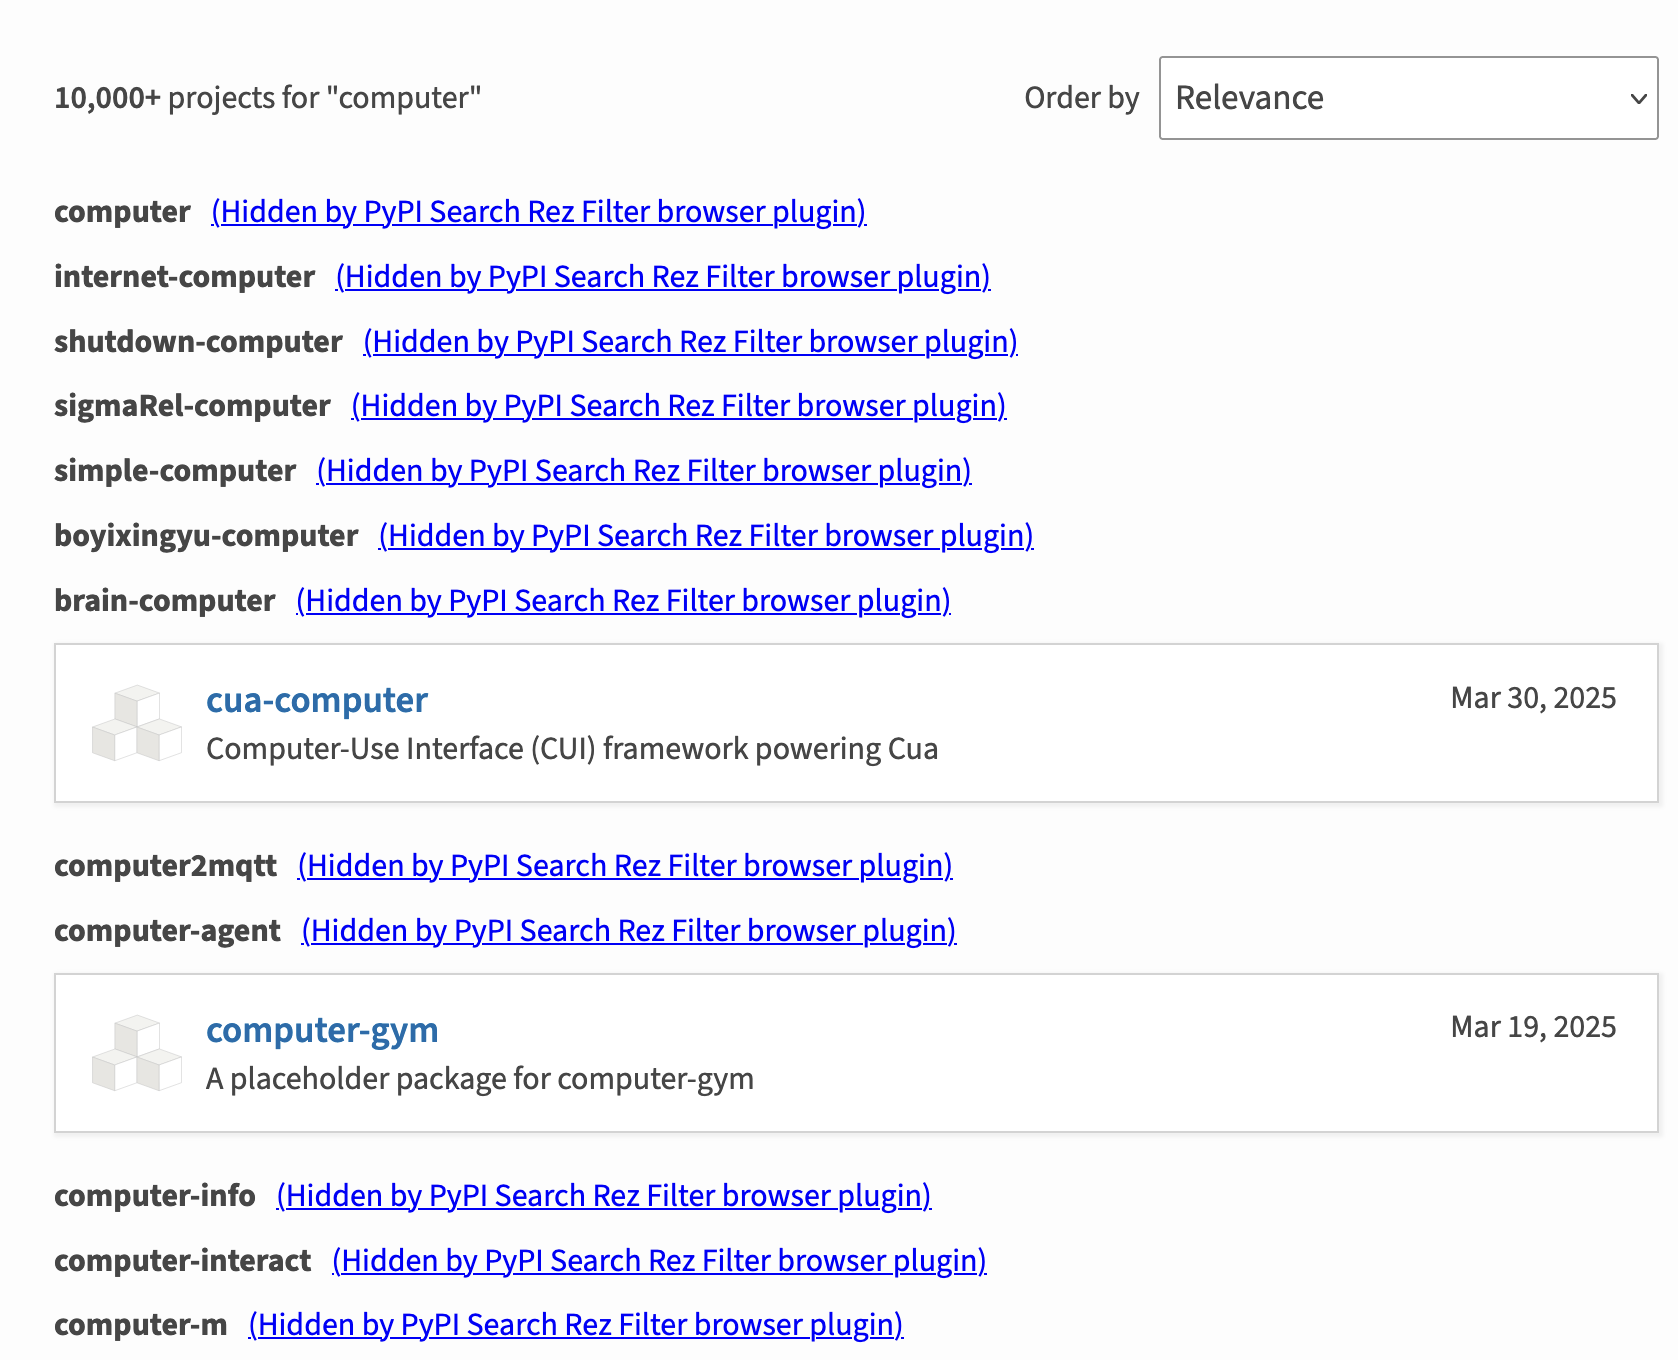 10,000+ projects for "computer" Order by Relevance
computer (Hidden by PyPI Search Rez Filter browser plugin)
internet-computer (Hidden by PyPI Search Rez Filter browser plugin)
shutdown-computer (Hidden by PyPI Search Rez Filter browser plugin)
sigmaRel-computer (Hidden by PyPI Search Rez Filter browser plugin)
simple-computer (Hidden by PyPI Search Rez Filter browser plugin)
boyixingyu-computer (Hidden by PyPI Search Rez Filter browser plugin)
brain-computer (Hidden by PyPI Search Rez Filter browser plugin)
cua-computer Mar 30, 2025
Computer-Use Interface (CUI) framework powering Cua
computer2mqtt (Hidden by PyPI Search Rez Filter browser plugin)
computer-agent (Hidden by PyPI Search Rez Filter browser plugin)
computer-gym Mar 19, 2025
A placeholder package for computer-gym
computer-info (Hidden by PyPI Search Rez Filter browser plugin)
computer-interact (Hidden by PyPI Search Rez Filter browser plugin)
computer-m (Hidden by PyPI Search Rez Filter browser plugin)